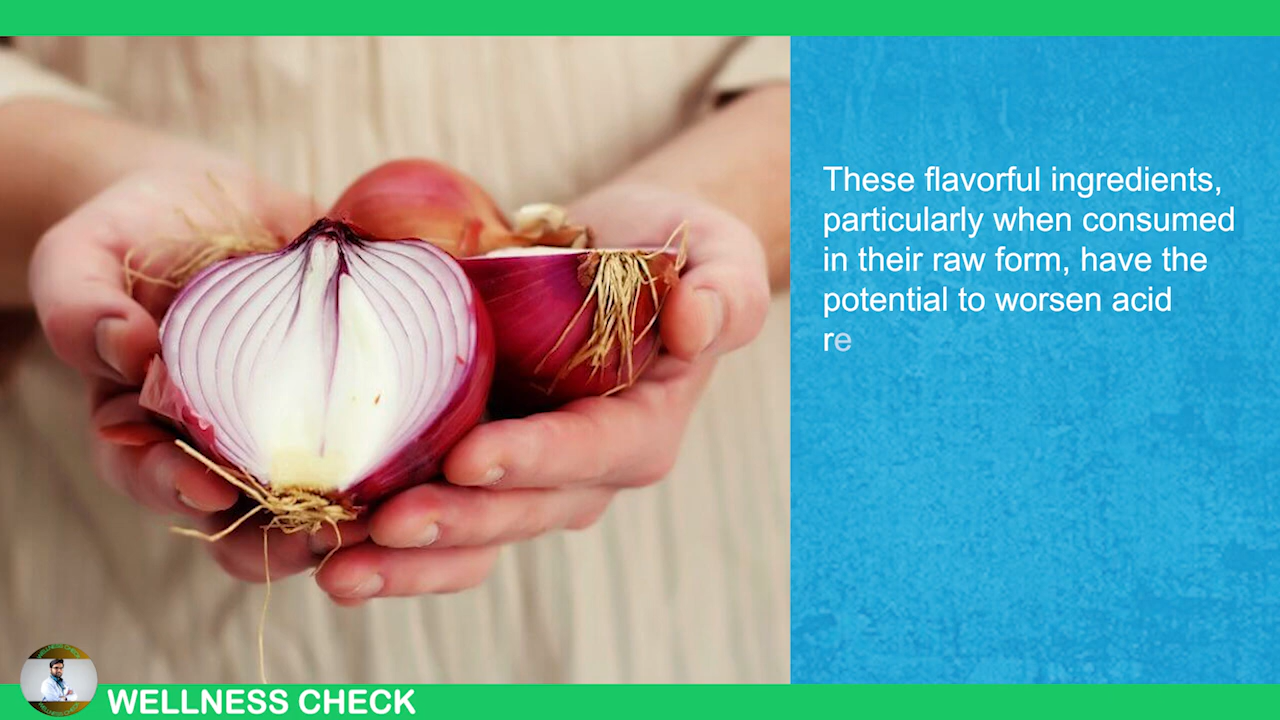 These flavorful ingredients,
particularly when consumed
in their raw form, have the
potential to worsen acid
re
WELLNESS CHECK